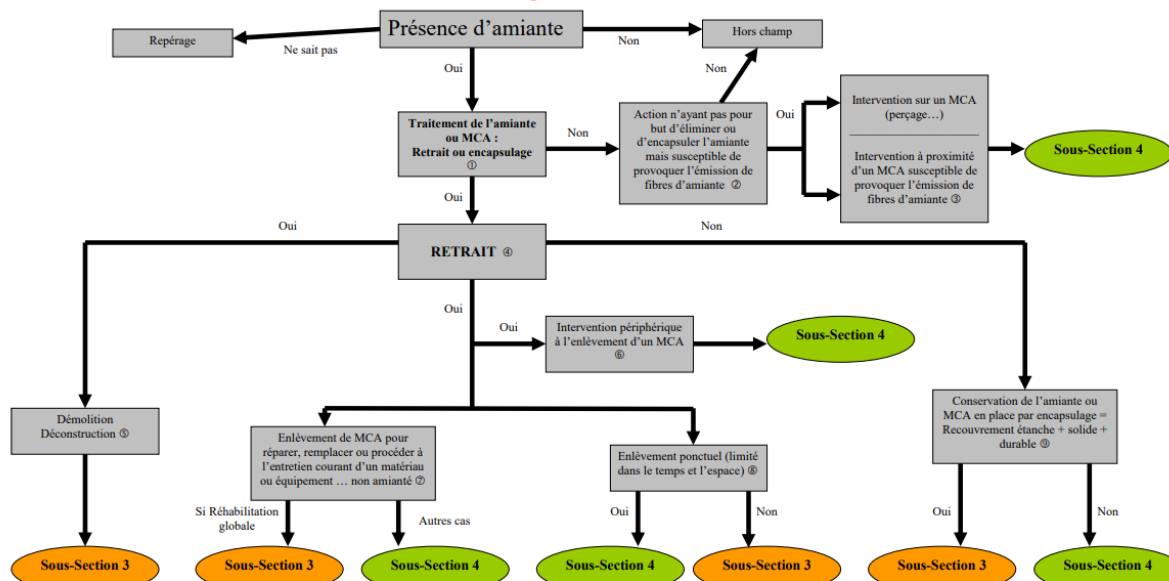 Présence d’amiante
Repérage
Ne sait pas
Non
Hors champ
Oui
Non
Traitement de l’amiante
ou MCA :
Retrait ou encapsulage
①
Non
Action n’ayant pas pour
but d’éliminer ou
d’encapsuler l’amiante
mais susceptible de
provoquer l’émission de
fibres d’amiante ②
Oui
Intervention sur un MCA
(perçage…)
Intervention à proximité
d’un MCA susceptible de
provoquer l’émission de
fibres d’amiante ③
Sous-Section 4
Oui
Oui
RETRAIT ④
Non
Oui
Oui
Intervention périphérique
à l’enlèvement d’un MCA
⑥
Sous-Section 4
Démolition
Déconstruction ⑤
Enlèvement de MCA pour
réparer, remplacer ou procéder à
l’entretien courant d’un matériau
ou équipement … non amianté ⑦
Enlèvement ponctuel (limité
dans le temps et l’espace) ⑧
Conservation de l’amiante ou
MCA en place par encapsulage =
Recouvrement étanche + solide +
durable ⑨
Si Réhabilitation
globale
Autres cas
Oui
Non
Oui
Non
Sous-Section 3
Sous-Section 3
Sous-Section 4
Sous-Section 4
Sous-Section 3
Sous-Section 3
Sous-Section 4